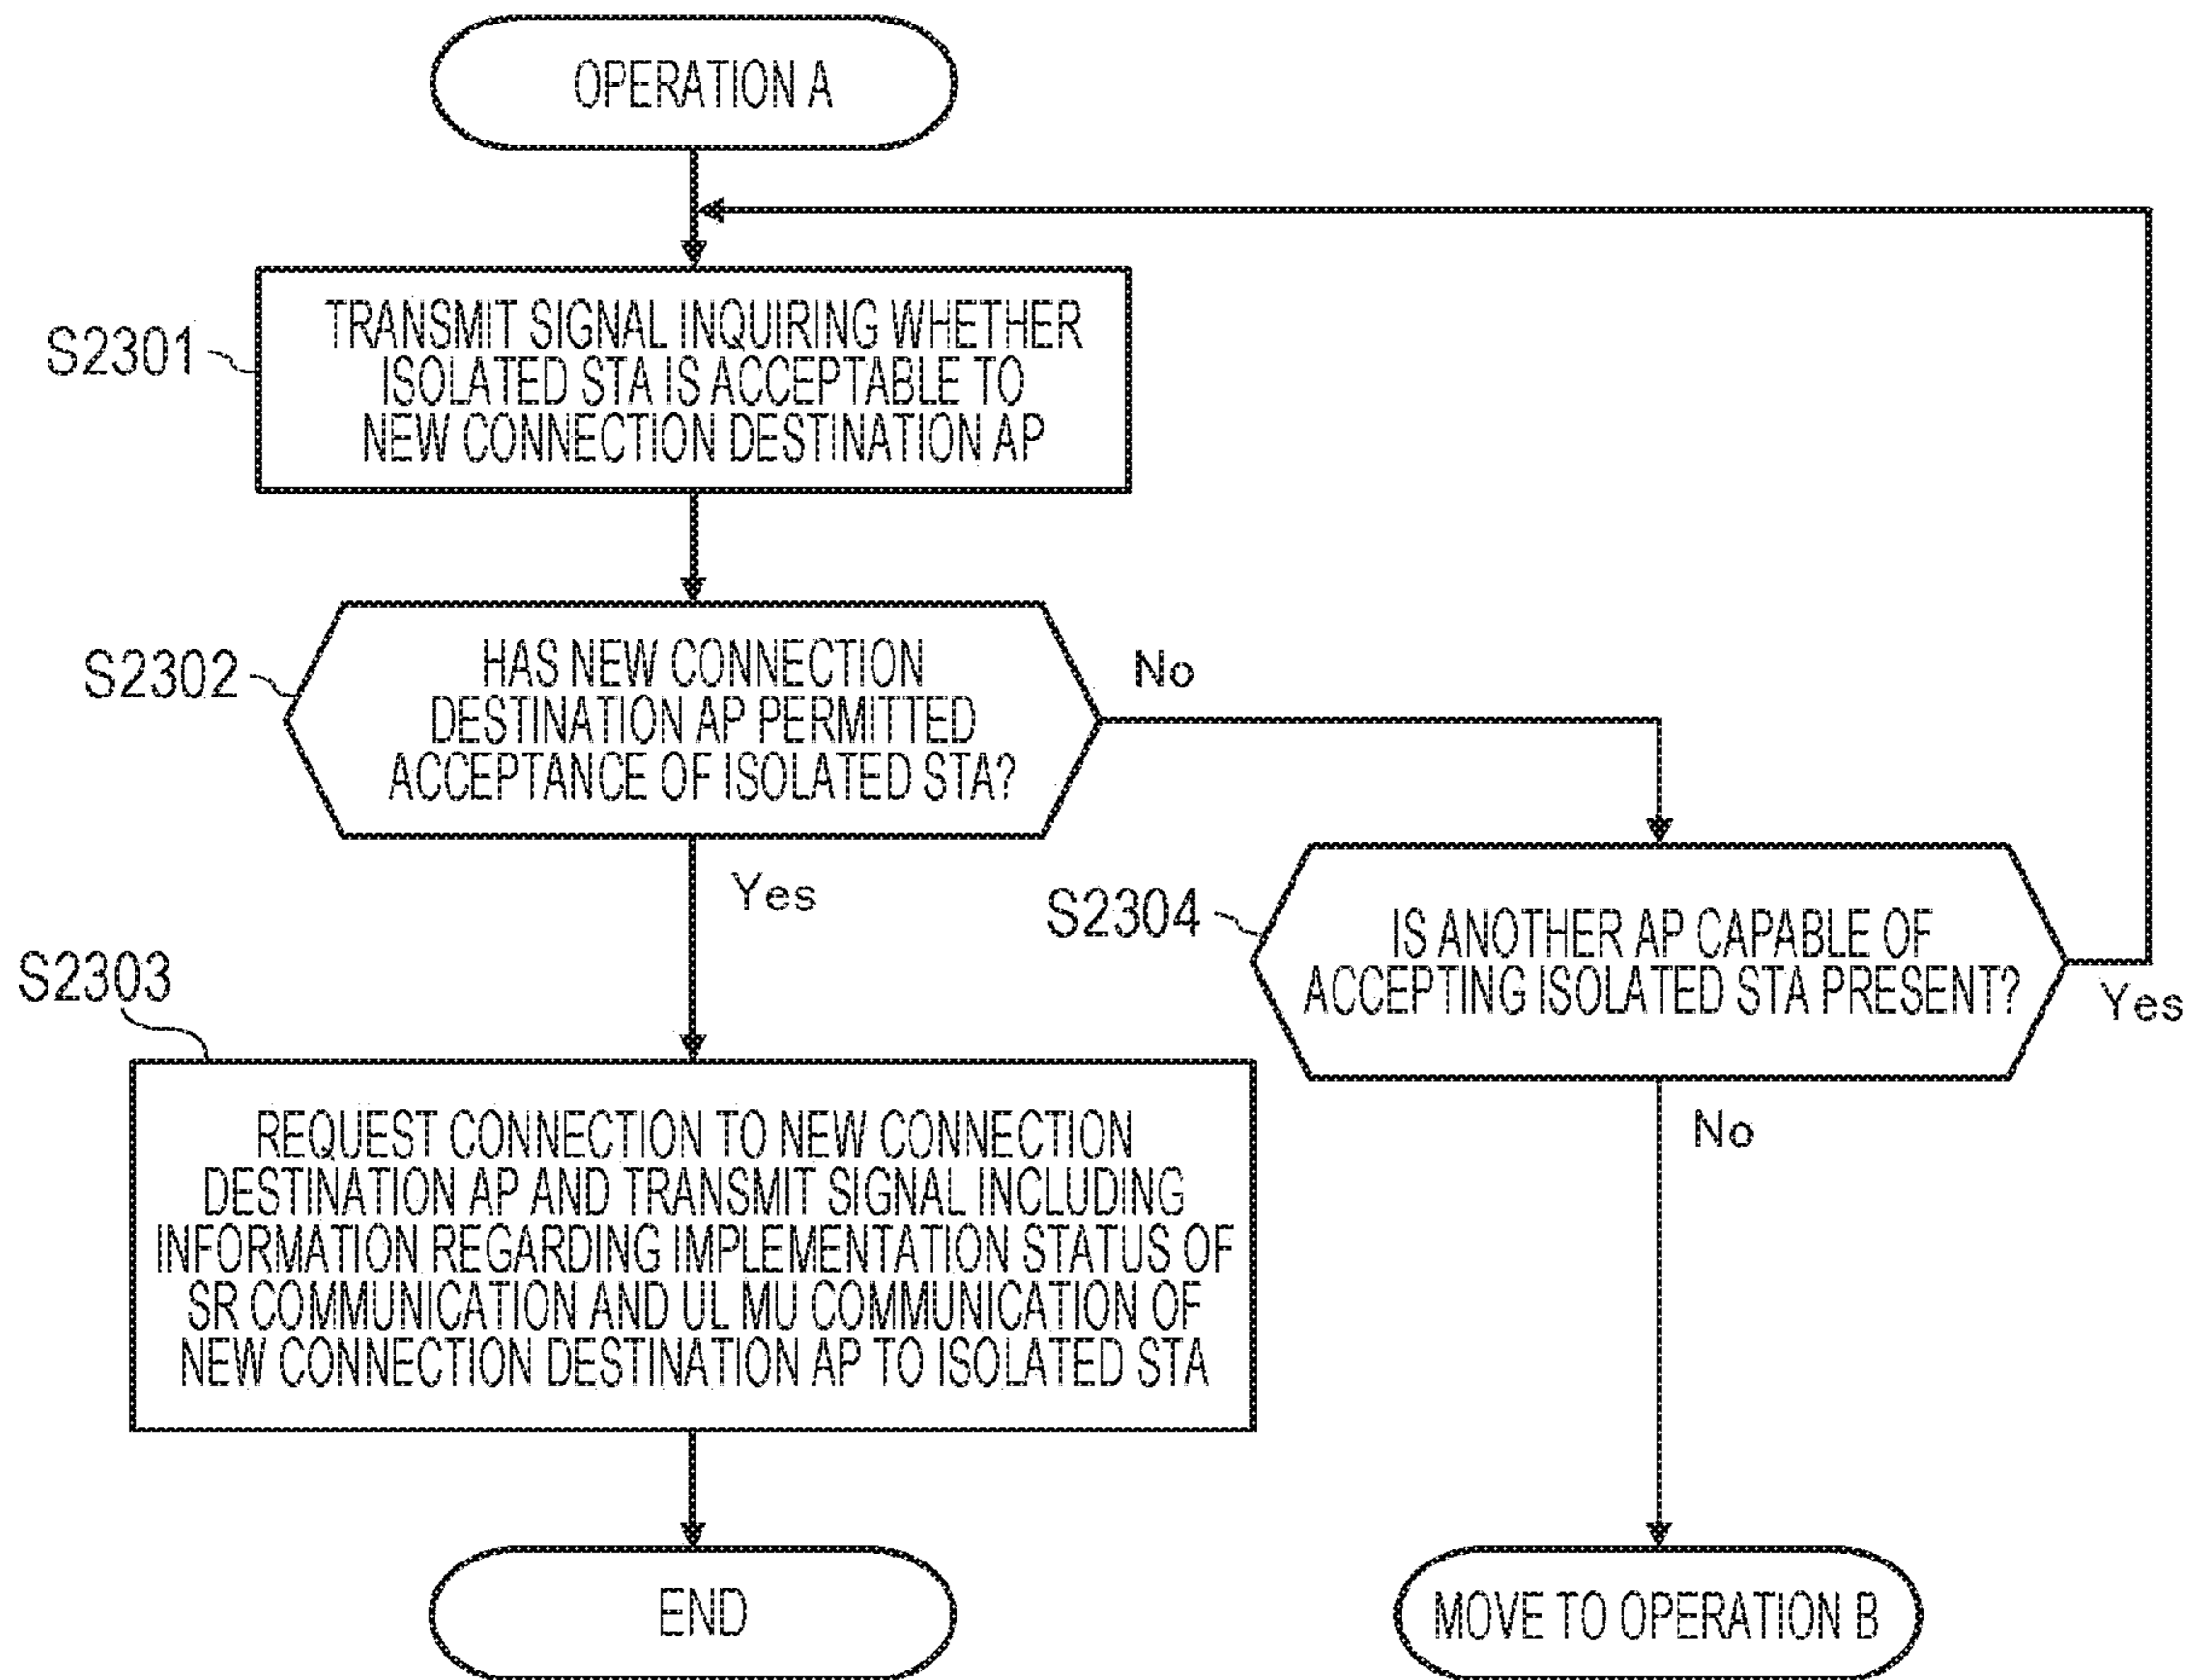 OPERATION A
S2301
TRANSMIT SIGNAL INQUIRING WHETHER
ISOLATED STA IS ACCEPTABLE TO
NEW CONNECTION DESTINATION AP
S2302
HAS NEW CONNECTION
DESTINATION AP PERMITTED
ACCEPTANCE OF ISOLATED STA?
No
Yes
S2304
IS ANOTHER AP CAPABLE OF
ACCEPTING ISOLATED STA PRESENT?
Yes
No
S2303
REQUEST CONNECTION TO NEW CONNECTION
DESTINATION AP AND TRANSMIT SIGNAL INCLUDING
INFORMATION REGARDING IMPLEMENTATION STATUS OF
SR COMMUNICATION AND UL MU COMMUNICATION OF
NEW CONNECTION DESTINATION AP TO ISOLATED STA
END
MOVE TO OPERATION B